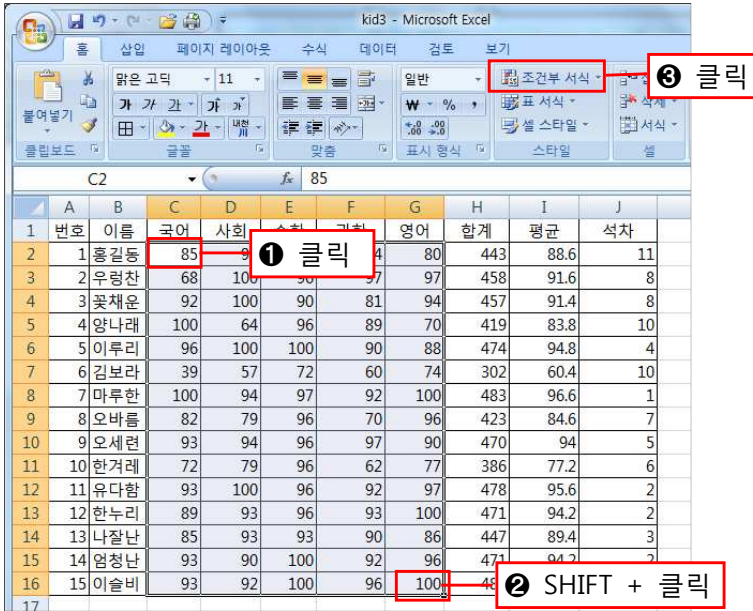 kid3 - Microsoft Excel
홈 삽입 페이지 레이아웃 수식 데이터 검토 보기
맑은 고딕 11 일반 조건부 서식
❸ 클릭
붙여넣기 가 가 가 가 가 ₩ % , 표 서식 삭제
가 내천 .00 .0 셀 스타일 서식
클립보드 글꼴 맞춤 표시 형식 스타일 셀
C2 fx 85
A B C D E F G H I J
1 번호 이름 국어 사회 영어 합계 평균 석차
2 1 홍길동 85 ❶ 클릭 80 443 88.6 11
3 2 우렁찬 68 100 97 97 458 91.6 8
4 3 꽃채운 92 100 90 81 94 457 91.4 8
5 4 양나래 100 64 96 89 70 419 83.8 10
6 5 이루리 96 100 100 90 88 474 94.8 4
7 6 김보라 39 57 72 60 74 302 60.4 10
8 7 마루한 100 94 97 92 100 483 96.6 1
9 8 오바름 82 79 96 70 96 423 84.6 7
10 9 오세련 93 94 96 97 90 470 94 5
11 10 한겨레 72 79 96 62 77 386 77.2 6
12 11 유다함 93 100 96 92 97 478 95.6 2
13 12 한누리 89 93 96 93 100 471 94.2 2
14 13 나잘난 85 93 93 90 86 447 89.4 3
15 14 엄청난 93 90 100 92 96 471 94.2 2
16 15 이슬비 93 92 100 96 100 ❷ SHIFT + 클릭
17